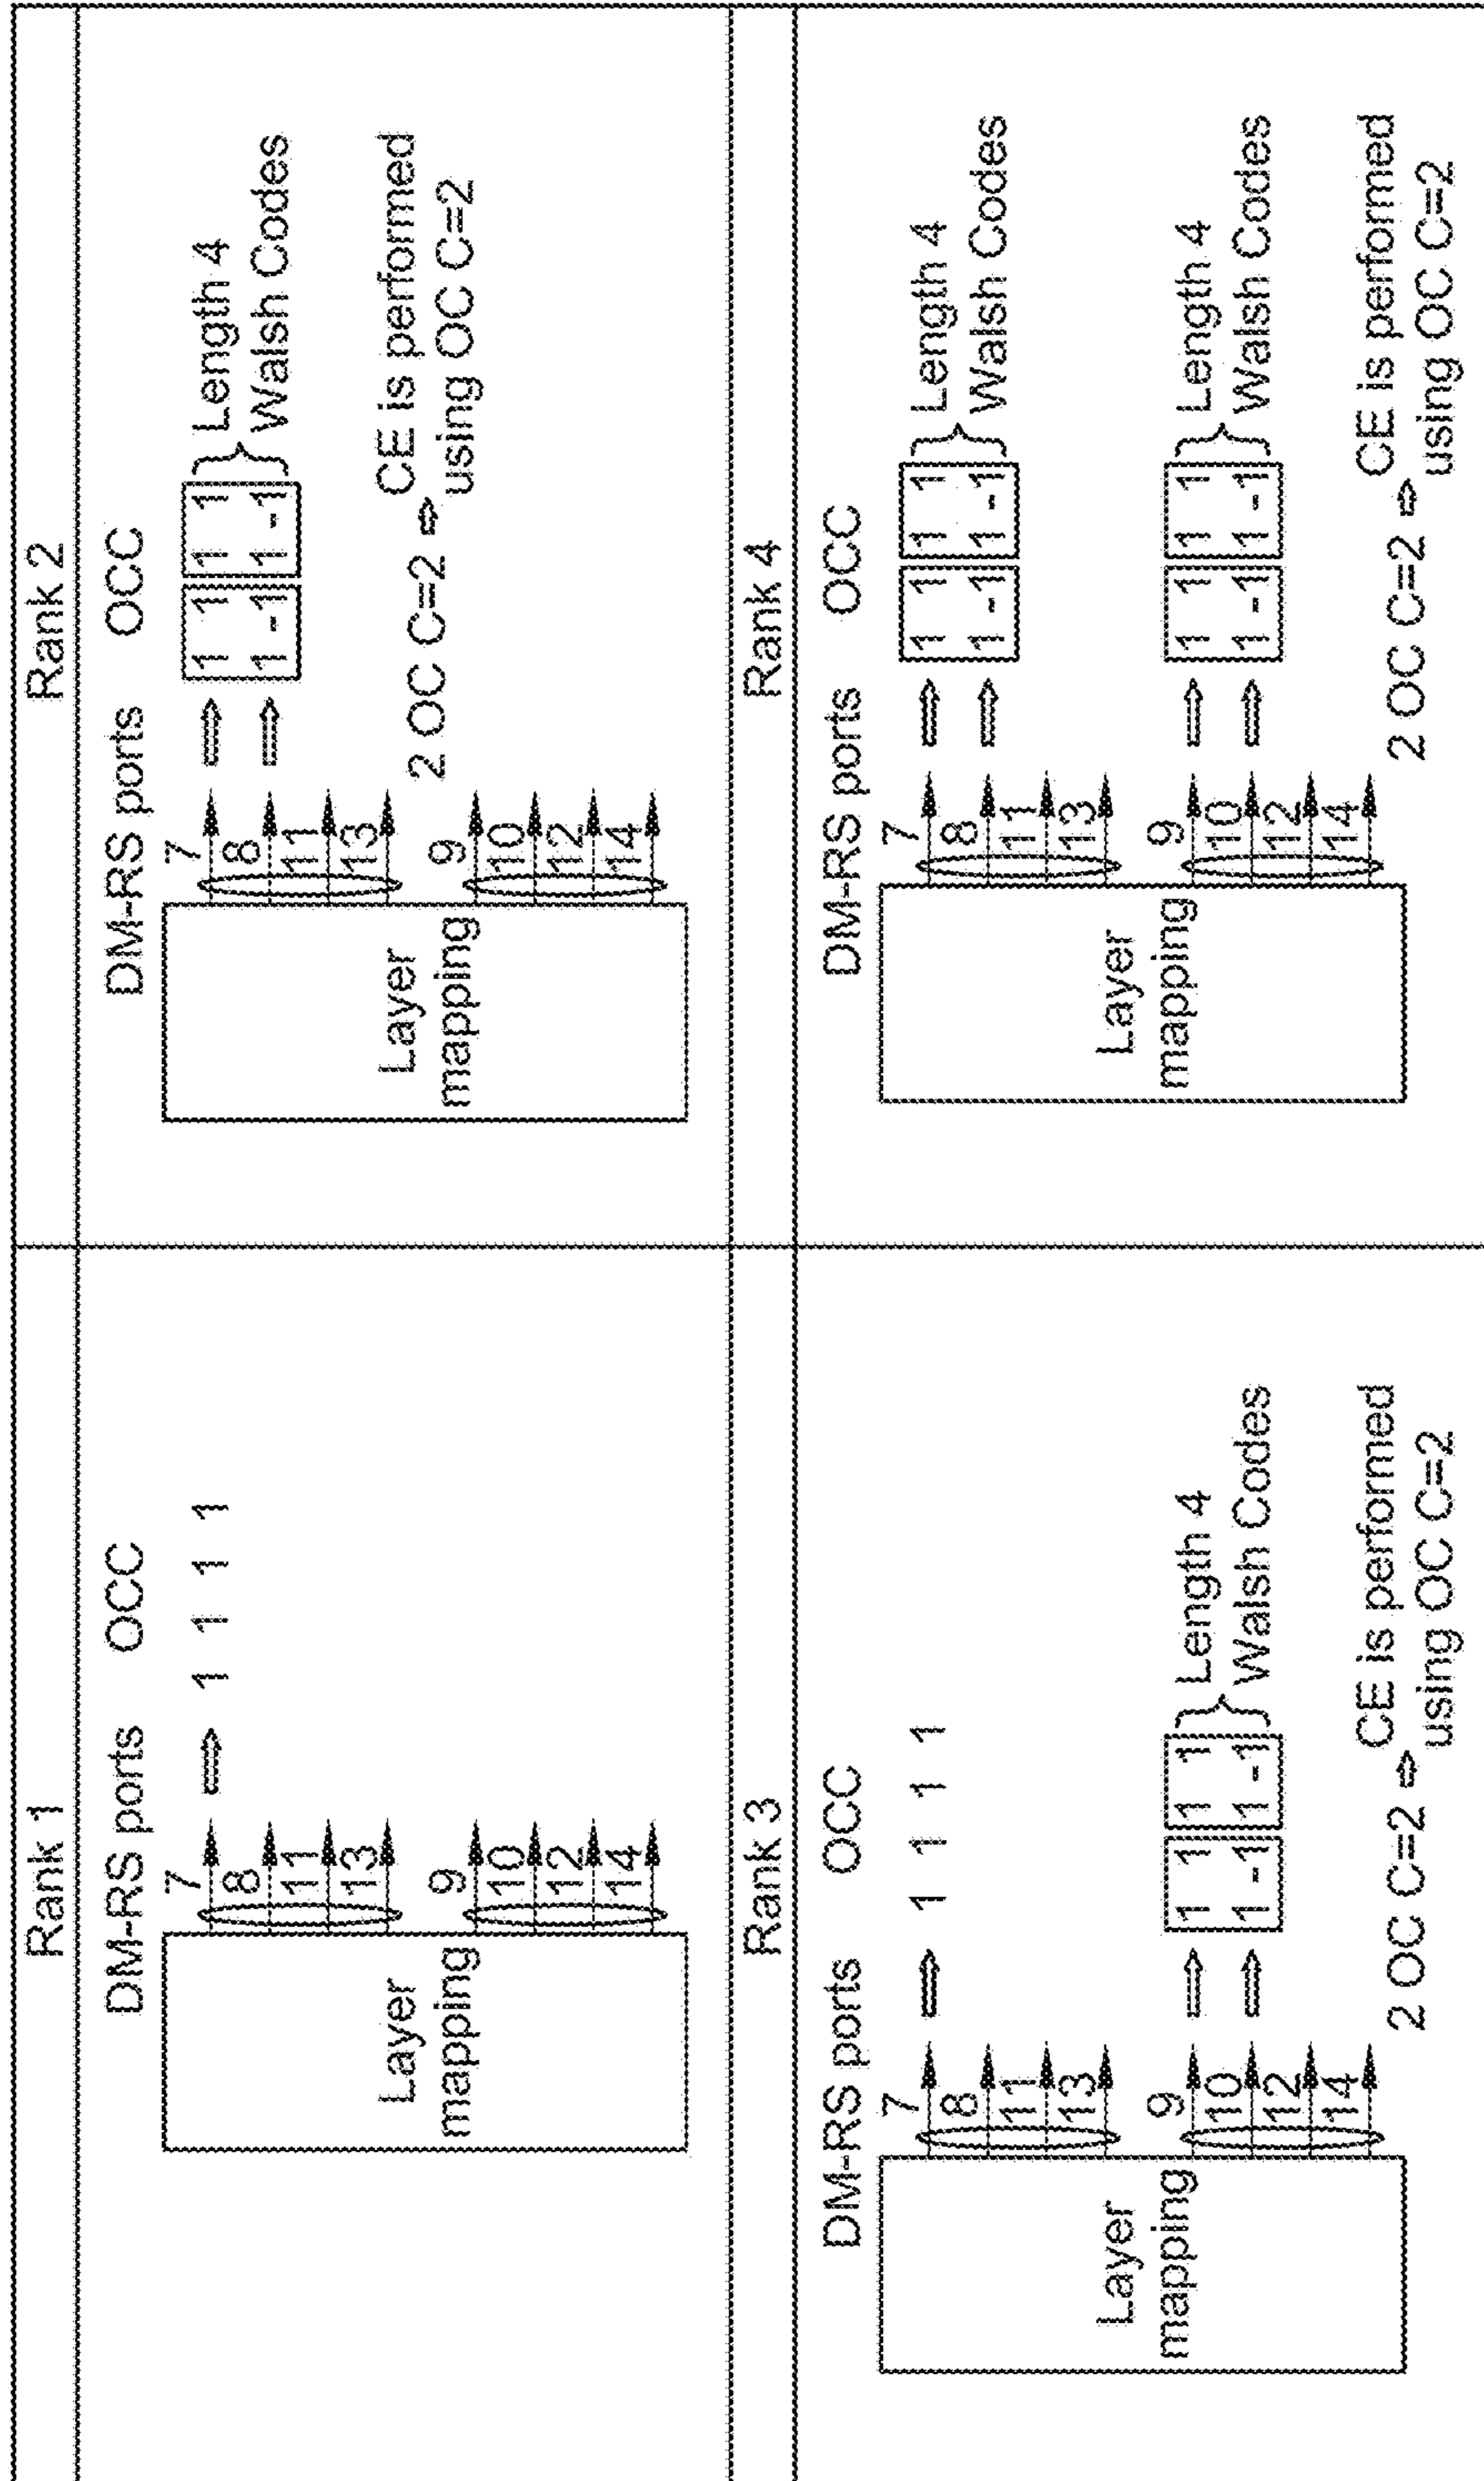 Rank 1
DM-RS ports OCC
7 ⇒ 1 1 1 1
8
11
13
9
10
12
14
Layer
mapping
Rank 2
DM-RS ports OCC
7 ⇒ 1 1 1 1
8 ⇒ 1 -1 1 -1
Length 4
Walsh Codes
11
13
2 OC C=2 ⇒ CE is performed
using OC C=2
9
10
12
14
Layer
mapping
Rank 3
DM-RS ports OCC
7 ⇒ 1 1 1 1
8
11
13
9 ⇒ 1 1 1 1
10 ⇒ 1 -1 1 -1
Length 4
Walsh Codes
12
14
Layer
mapping
2 OC C=2 ⇒ CE is performed
using OC C=2
Rank 4
DM-RS ports OCC
7 ⇒ 1 1 1 1
8 ⇒ 1 -1 1 -1
Length 4
Walsh Codes
11
13
9 ⇒ 1 1 1 1
10 ⇒ 1 -1 1 -1
Length 4
Walsh Codes
12
14
Layer
mapping
2 OC C=2 ⇒ CE is performed
using OC C=2